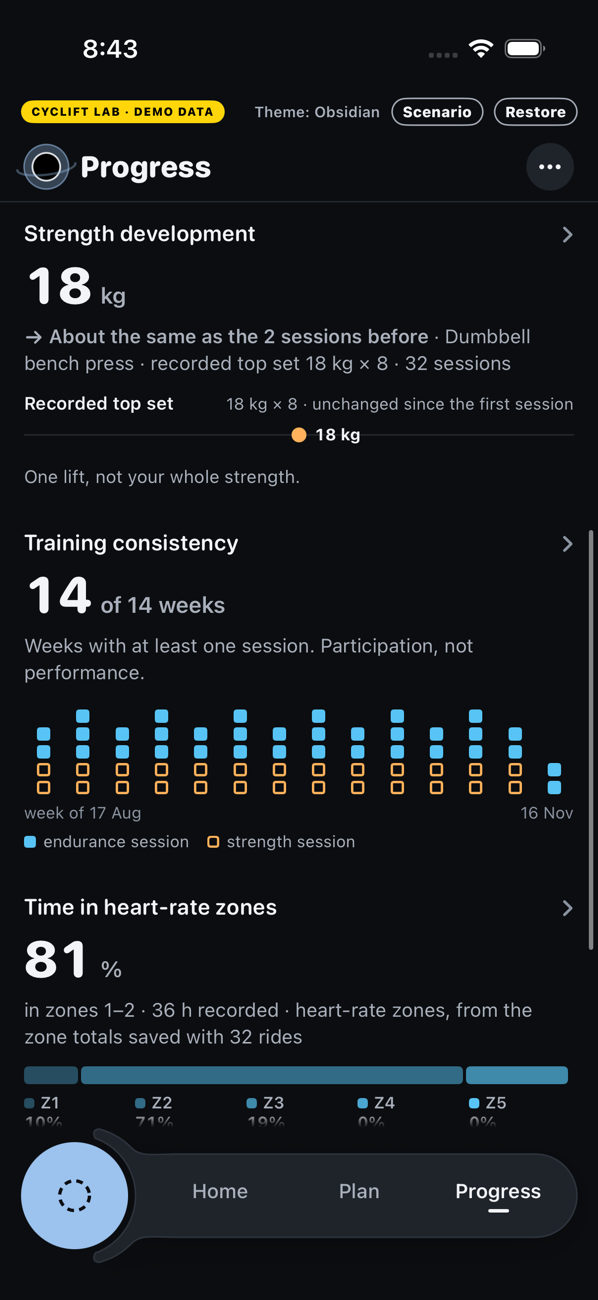 8:43
CYCLIFT LAB · DEMO DATA
Theme: Obsidian
Scenario
Restore
Progress
Strength development
18 kg
→ About the same as the 2 sessions before · Dumbbell
bench press · recorded top set 18 kg × 8 · 32 sessions
Recorded top set
18 kg × 8 · unchanged since the first session
18 kg
One lift, not your whole strength.
Training consistency
14 of 14 weeks
Weeks with at least one session. Participation, not
performance.
week of 17 Aug
16 Nov
endurance session
strength session
Time in heart-rate zones
81 %
in zones 1–2 · 36 h recorded · heart-rate zones, from the
zone totals saved with 32 rides
Z1 Z2 Z3 Z4 Z5
10% 71% 19% 0% 0%
Home
Plan
Progress